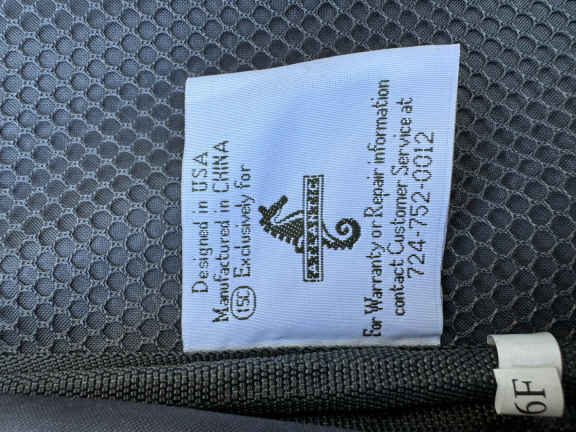 Designed in USA
Manufactured in CHINA
15C Exclusively for
For Warranty or Repair information
contact Customer Service at
724-752-0012
6F